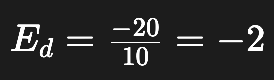 $E_d = \frac{-20}{10} = -2$